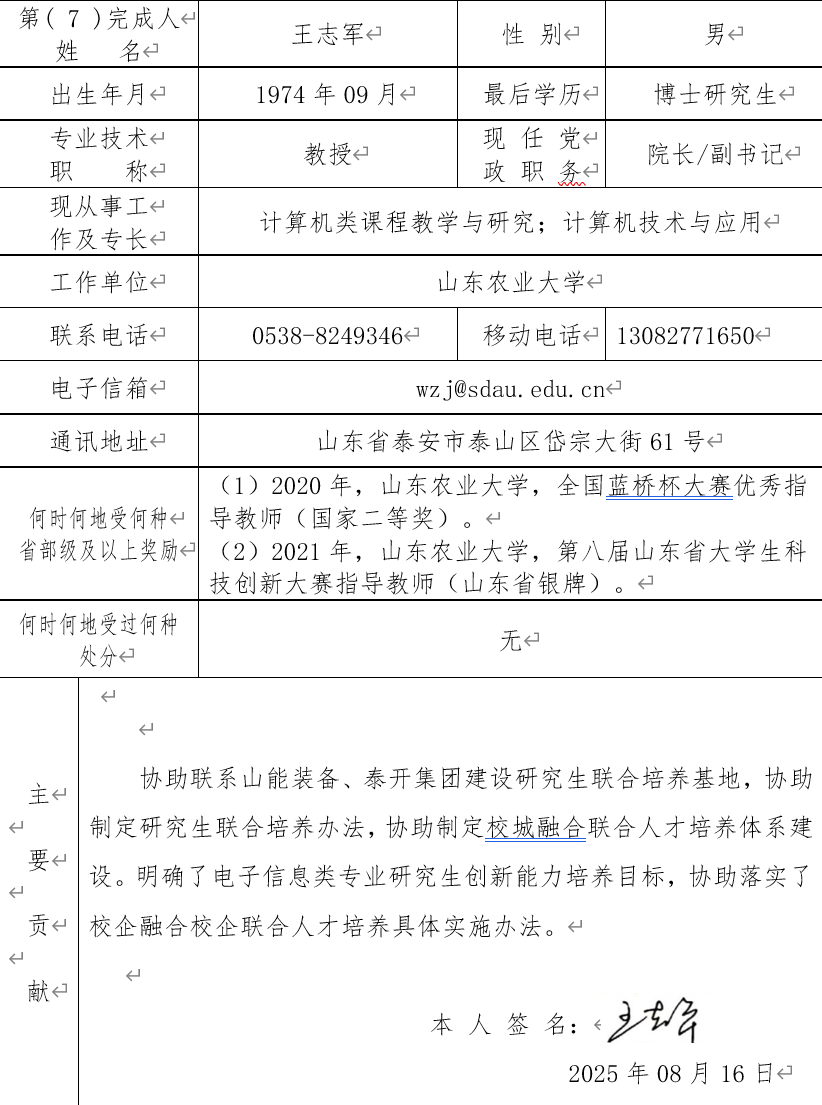 第( 7 )完成人
姓 名
王志军
性 别
男
出生年月
1974 年 09 月
最后学历
博士研究生
专业技术
职 称
教授
现 任 党
政 职 务
院长/副书记
现从事工
作及专长
计算机类课程教学与研究；计算机技术与应用
工作单位
山东农业大学
联系电话
0538-8249346
移动电话
13082771650
电子信箱
wzj@sdau.edu.cn
通讯地址
山东省泰安市泰山区岱宗大街 61 号
何时何地受何种
省部级及以上奖励
（1）2020 年，山东农业大学，全国蓝桥杯大赛优秀指
导教师（国家二等奖）。
（2）2021 年，山东农业大学，第八届山东省大学生科
技创新大赛指导教师（山东省银牌）。
何时何地受过何种
处分
无
主
要
贡
献
协助联系山能装备、泰开集团建设研究生联合培养基地，协助
制定研究生联合培养办法，协助制定校城融合联合人才培养体系建
设。明确了电子信息类专业研究生创新能力培养目标，协助落实了
校企融合校企联合人才培养具体实施办法。
本 人 签 名：王志军
2025 年 08 月 16 日